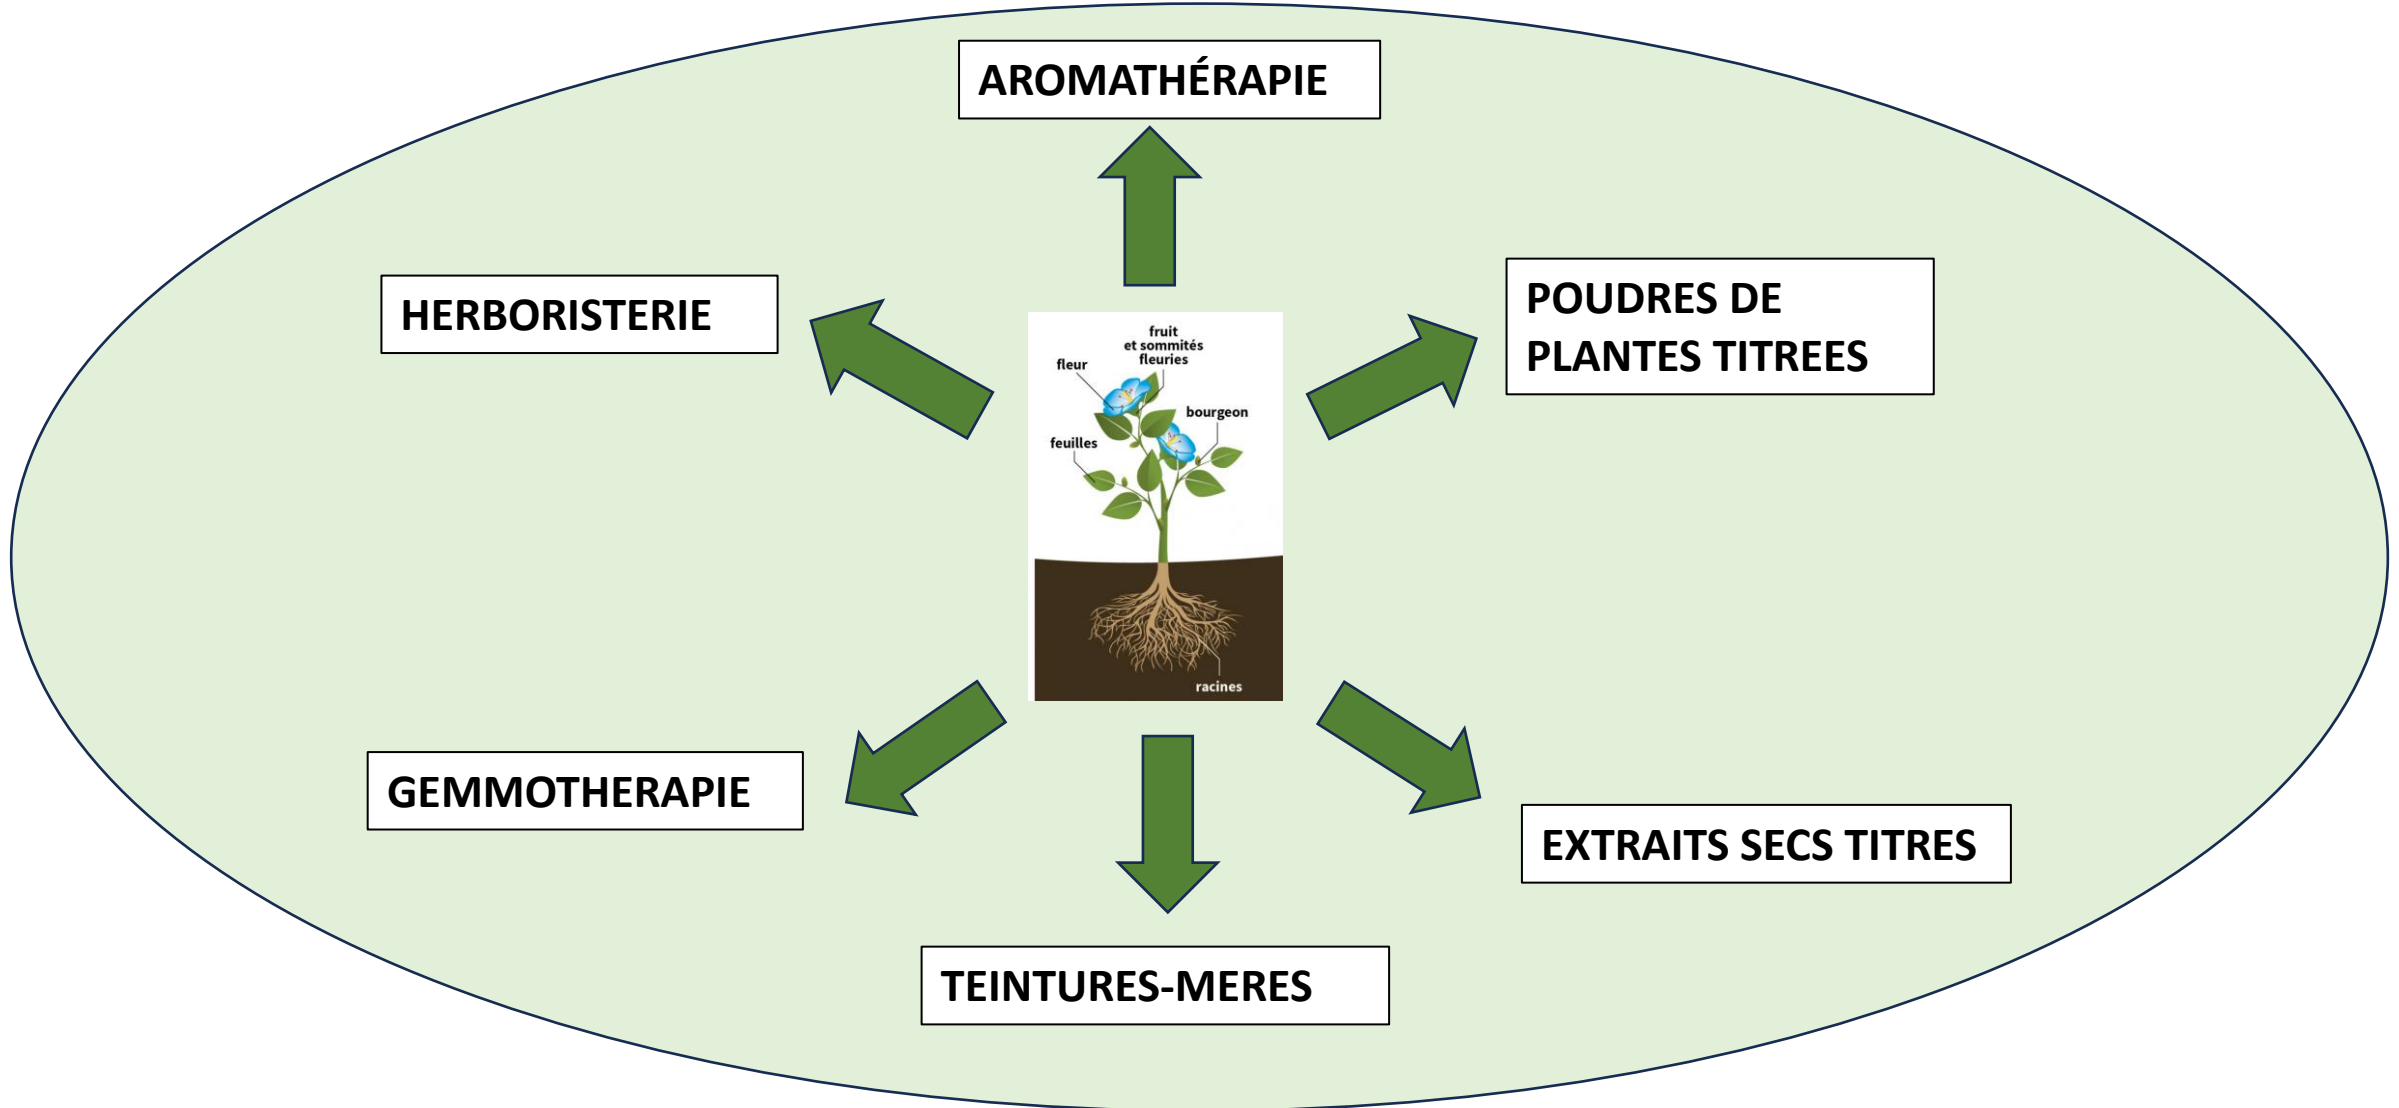 AROMATHÉRAPIE
HERBORISTERIE
POUDRES DE
PLANTES TITREES
fruit
et sommités
fleuries
fleur
bourgeon
feuilles
racines
GEMMOTHERAPIE
EXTRAITS SECS TITRES
TEINTURES-MERES